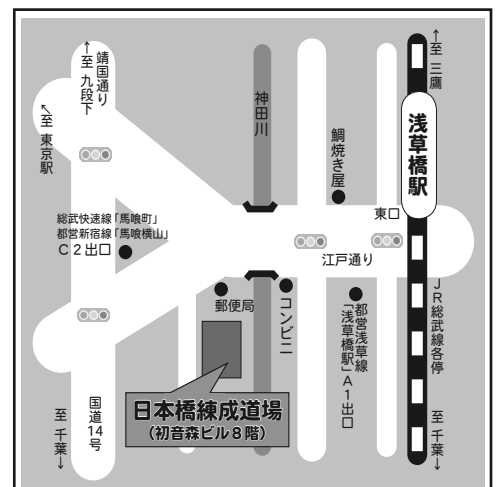 靖国通り
←至 九段下
←至 東京駅
神田川
鯛焼き屋
←至 三鷹
浅草橋駅
東口
総武快速線「馬喰町」
都営新宿線「馬喰横山」
C2出口
江戸通り
郵便局
コンビニ
都営浅草線
「浅草橋駅」A1出口
JR総武線各停
国道14号
至 千葉→
日本橋練成道場
(初音森ビル8階)
至 千葉→